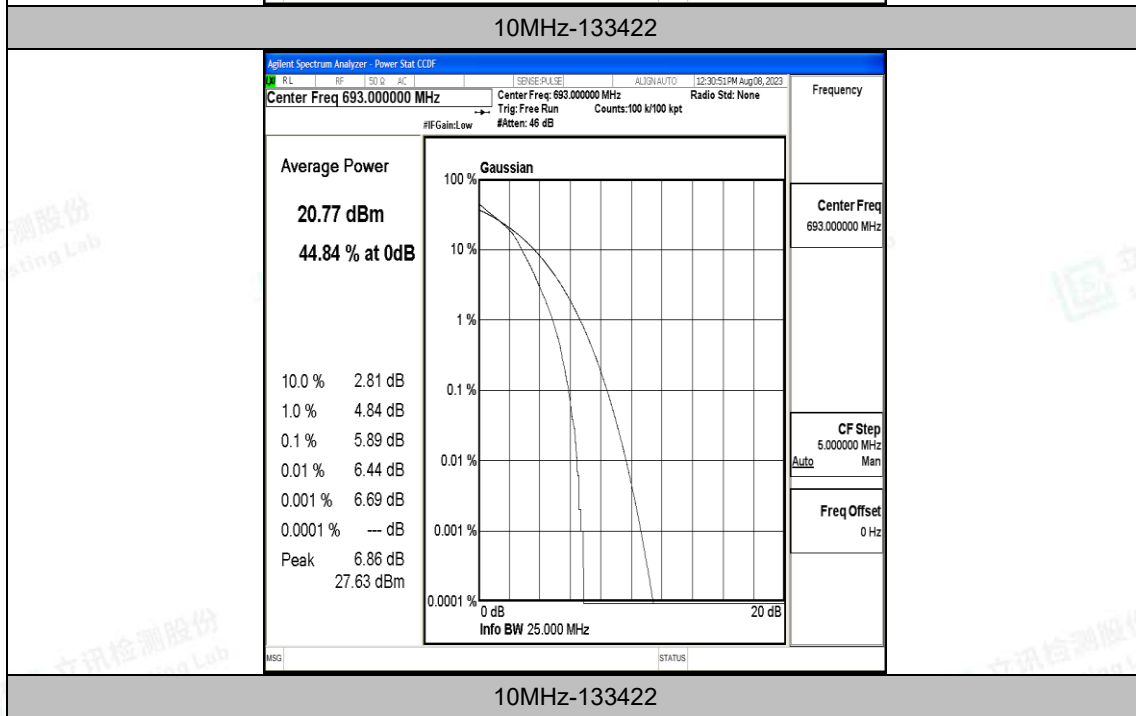 10MHz-133422
Agilent Spectrum Analyzer - Power Stat CCDF
RL RF 50 Ω AC SENSE:PULSE ALIGN AUTO 12:30:51 PM Aug 08, 2023
Center Freq 693.000000 MHz
Center Freq: 693.000000 MHz Radio Std: None
Trig: Free Run Counts:100 k/100 kpt
#IFGain:Low #Atten: 46 dB
Frequency
Average Power
20.77 dBm
44.84 % at 0dB
10.0 % 2.81 dB
1.0 % 4.84 dB
0.1 % 5.89 dB
0.01 % 6.44 dB
0.001 % 6.69 dB
0.0001 % --- dB
Peak 6.86 dB
27.63 dBm
Gaussian
100 %
10 %
1 %
0.1 %
0.01 %
0.001 %
0.0001 %
0 dB 20 dB
Info BW 25.000 MHz
Center Freq
693.000000 MHz
CF Step
5.000000 MHz
Auto Man
Freq Offset
0 Hz
MSG STATUS
10MHz-133422